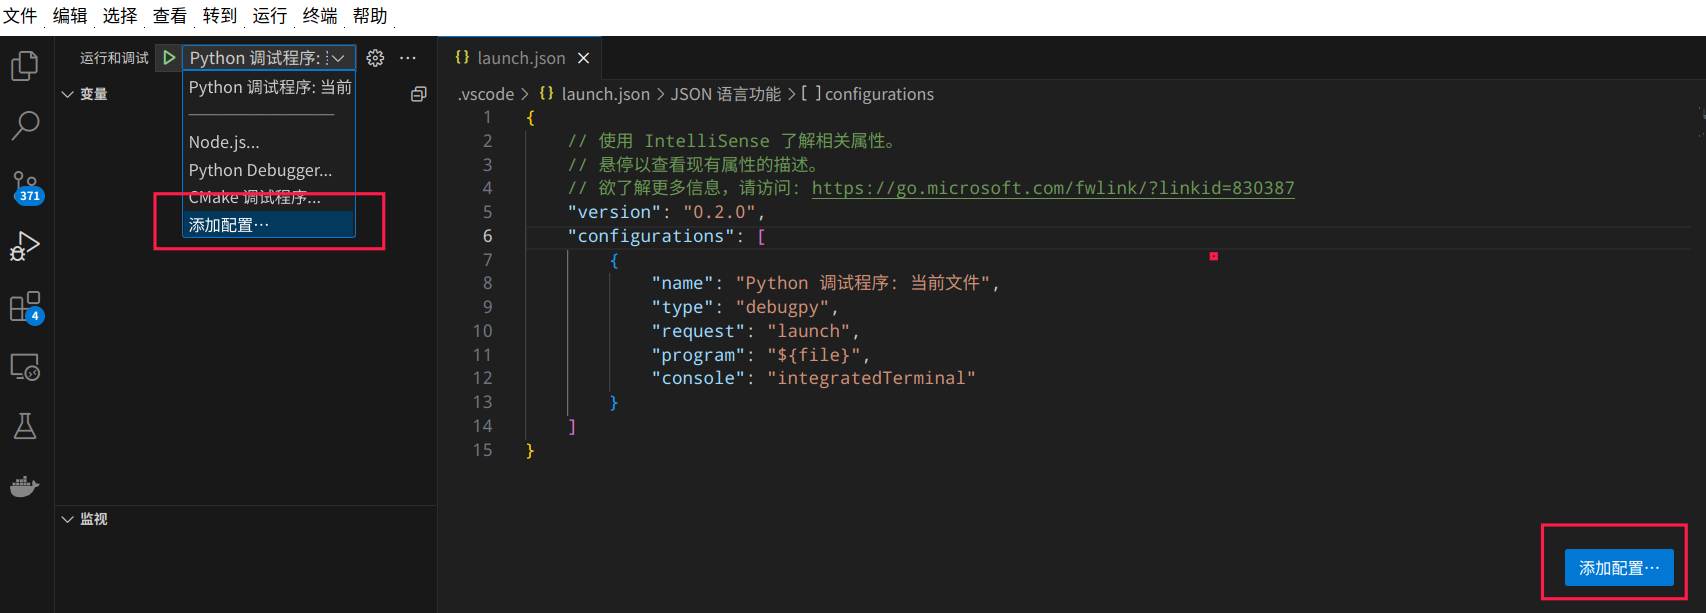 文件 编辑 选择 查看 转到 运行 终端 帮助
运行和调试 Python 调试程序:
Python 调试程序: 当前
Node.js...
Python Debugger...
CMake 调试程序...
添加配置...
变量
371
4
监视
{} launch.json
.vscode > {} launch.json > JSON 语言功能 > [ ] configurations
1 {
2 // 使用 IntelliSense 了解相关属性。
3 // 悬停以查看现有属性的描述。
4 // 欲了解更多信息，请访问: https://go.microsoft.com/fwlink/?linkid=830387
5 "version": "0.2.0",
6 "configurations": [
7 {
8 "name": "Python 调试程序: 当前文件",
9 "type": "debugpy",
10 "request": "launch",
11 "program": "${file}",
12 "console": "integratedTerminal"
13 }
14 ]
15 }
添加配置...